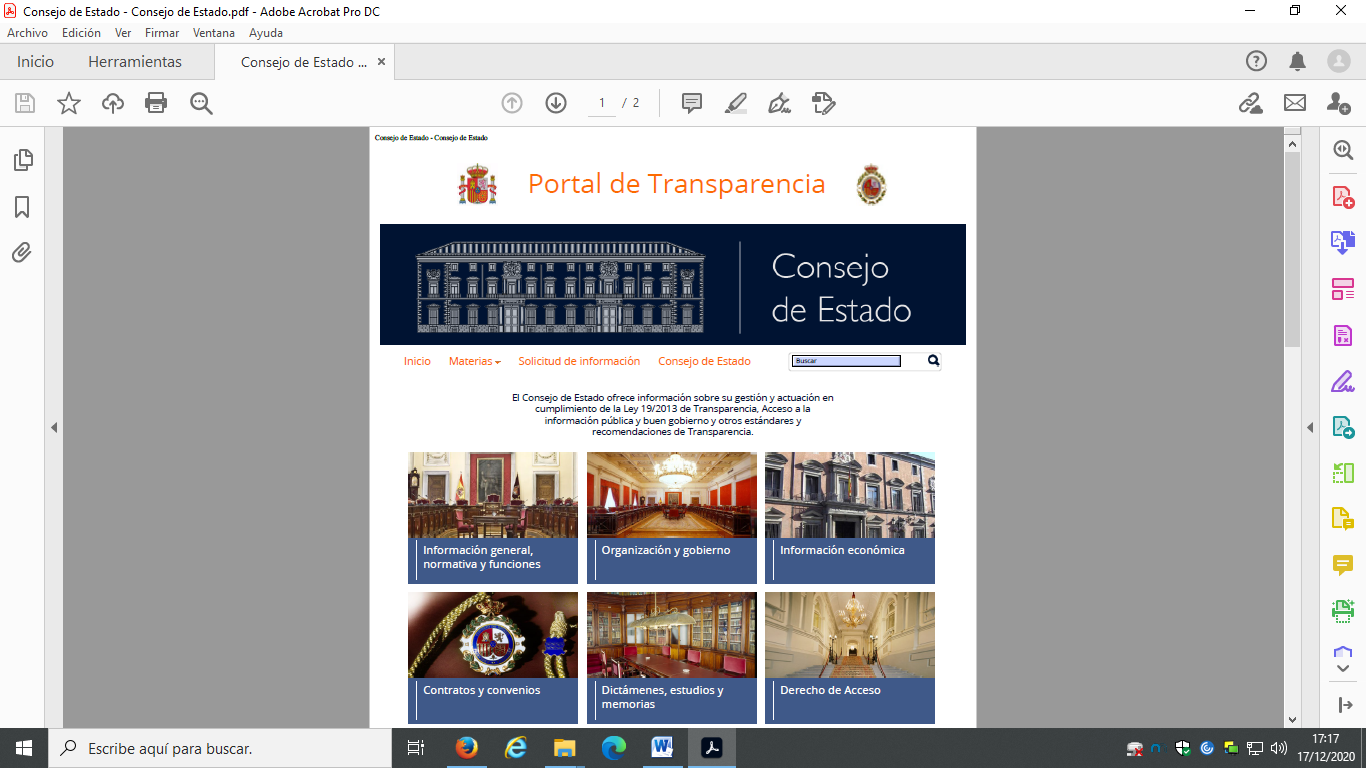 Consejo de Estado - Consejo de Estado.pdf - Adobe Acrobat Pro DC
Archivo Edición Ver Firmar Ventana Ayuda
Inicio Herramientas Consejo de Estado ... ×
1 / 2
Consejo de Estado - Consejo de Estado
Portal de Transparencia
Consejo
de Estado
Inicio Materias Solicitud de información Consejo de Estado Buscar
El Consejo de Estado ofrece información sobre su gestión y actuación en
cumplimiento de la Ley 19/2013 de Transparencia, Acceso a la
información pública y buen gobierno y otros estándares y
recomendaciones de Transparencia.
Información general,
normativa y funciones
Organización y gobierno
Información económica
Contratos y convenios
Dictámenes, estudios y
memorias
Derecho de Acceso
Escribe aquí para buscar.
17:17
17/12/2020